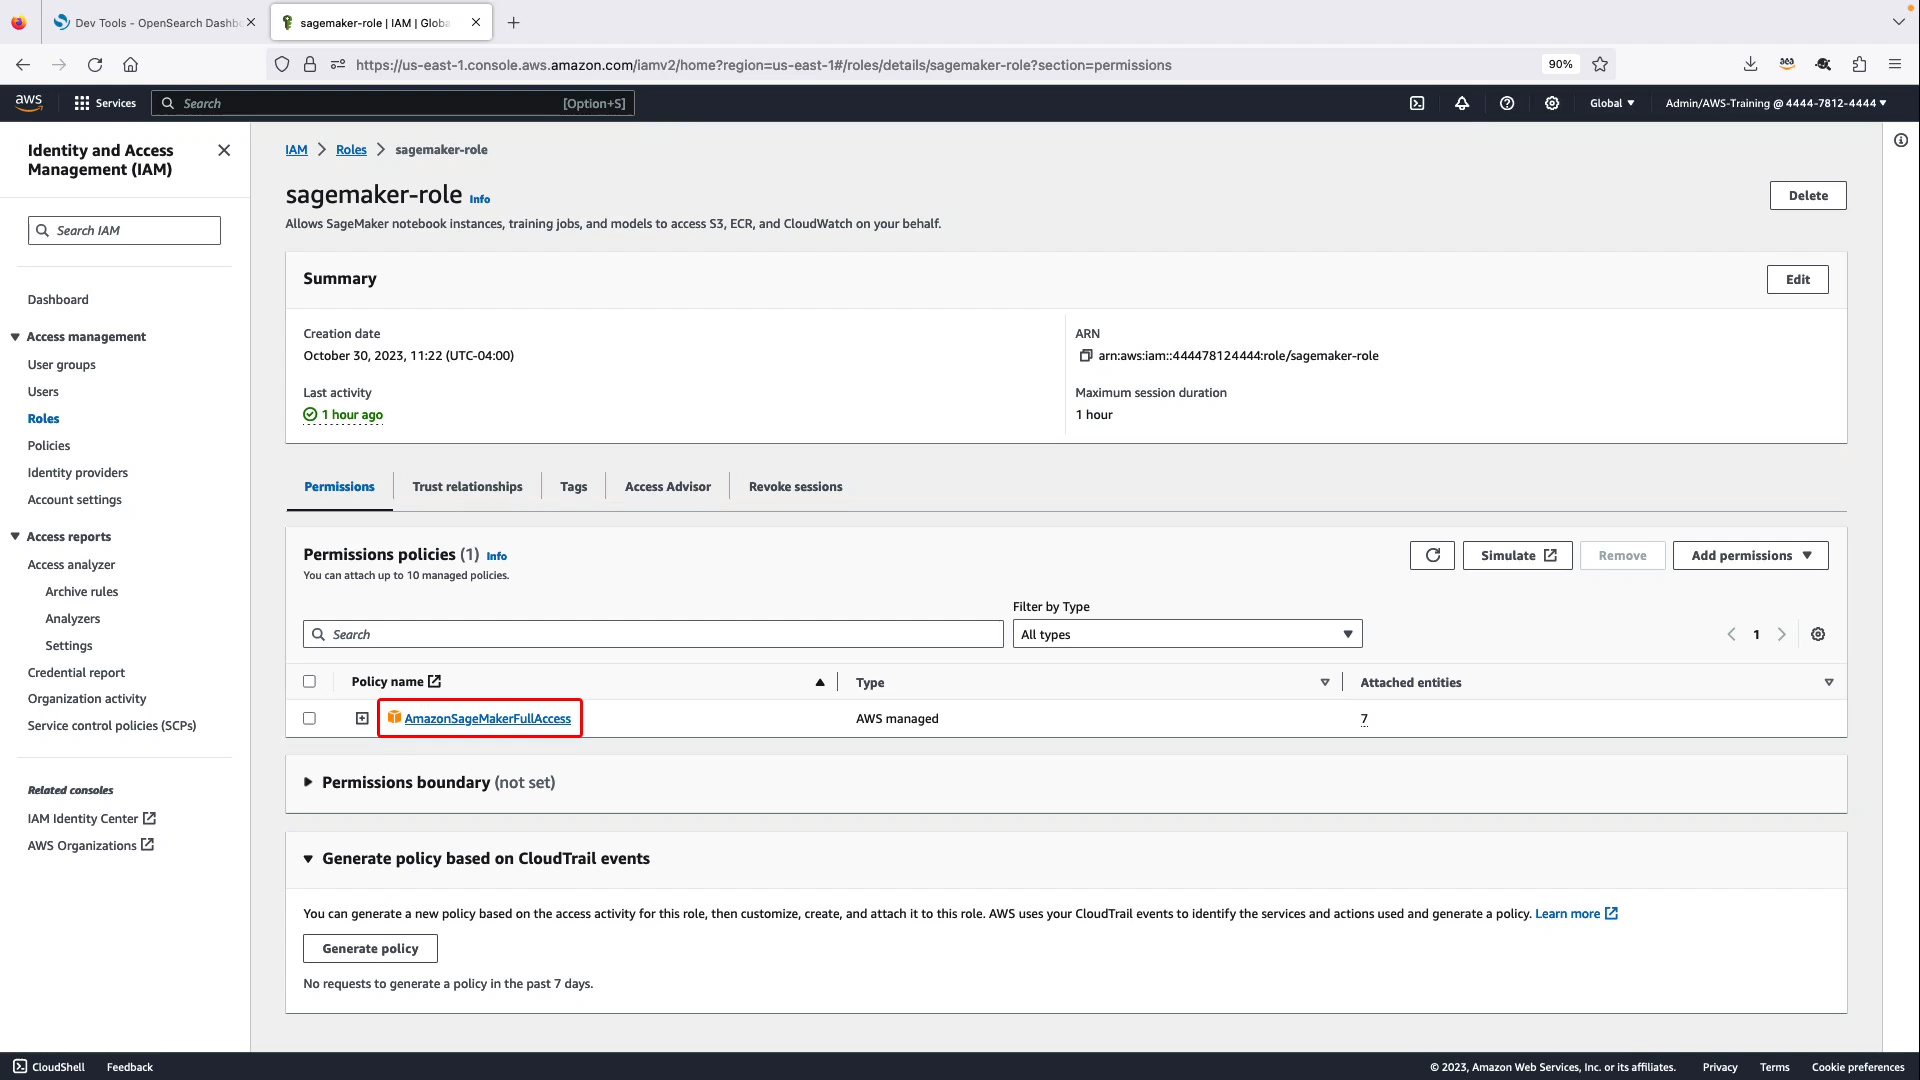 Dev Tools - OpenSearch Dashb
sagemaker-role | IAM | Globa
https://us-east-1.console.aws.amazon.com/iamv2/home?region=us-east-1#/roles/details/sagemaker-role?section=permissions
90%
aws
Services
Search
[Option+S]
Global
Admin/AWS-Training @ 4444-7812-4444
Identity and Access
Management (IAM)
Search IAM
Dashboard
Access management
User groups
Users
Roles
Policies
Identity providers
Account settings
Access reports
Access analyzer
Archive rules
Analyzers
Settings
Credential report
Organization activity
Service control policies (SCPs)
Related consoles
IAM Identity Center
AWS Organizations
IAM > Roles > sagemaker-role
sagemaker-role Info
Delete
Allows SageMaker notebook instances, training jobs, and models to access S3, ECR, and CloudWatch on your behalf.
Summary
Edit
Creation date
October 30, 2023, 11:22 (UTC-04:00)
ARN
arn:aws:iam::444478124444:role/sagemaker-role
Last activity
1 hour ago
Maximum session duration
1 hour
Permissions
Trust relationships
Tags
Access Advisor
Revoke sessions
Permissions policies (1) Info
You can attach up to 10 managed policies.
Simulate
Remove
Add permissions
Filter by Type
Search
All types
1
Policy name
Type
Attached entities
AmazonSageMakerFullAccess
AWS managed
7
Permissions boundary (not set)
Generate policy based on CloudTrail events
You can generate a new policy based on the access activity for this role, then customize, create, and attach it to this role. AWS uses your CloudTrail events to identify the services and actions used and generate a policy. Learn more
Generate policy
No requests to generate a policy in the past 7 days.
CloudShell
Feedback
© 2023, Amazon Web Services, Inc. or its affiliates.
Privacy
Terms
Cookie preferences